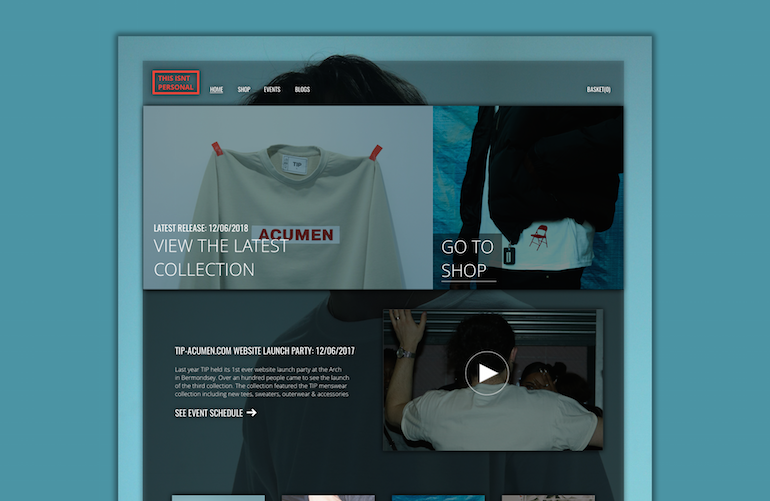 THIS ISNT
PERSONAL
HOME SHOP EVENTS BLOGS BASKET(0)
TIP
ACUMEN
LATEST RELEASE: 12/06/2018
VIEW THE LATEST
COLLECTION
GO TO
SHOP
TIP-ACUMEN.COM WEBSITE LAUNCH PARTY: 12/06/2017
Last year TIP held its 1st ever website launch party at the Arch
in Bermondsey. Over an hundred people came to see the launch
of the third collection. The collection featured the TIP menswear
collection including new tees, sweaters, outerwear & accessories
SEE EVENT SCHEDULE